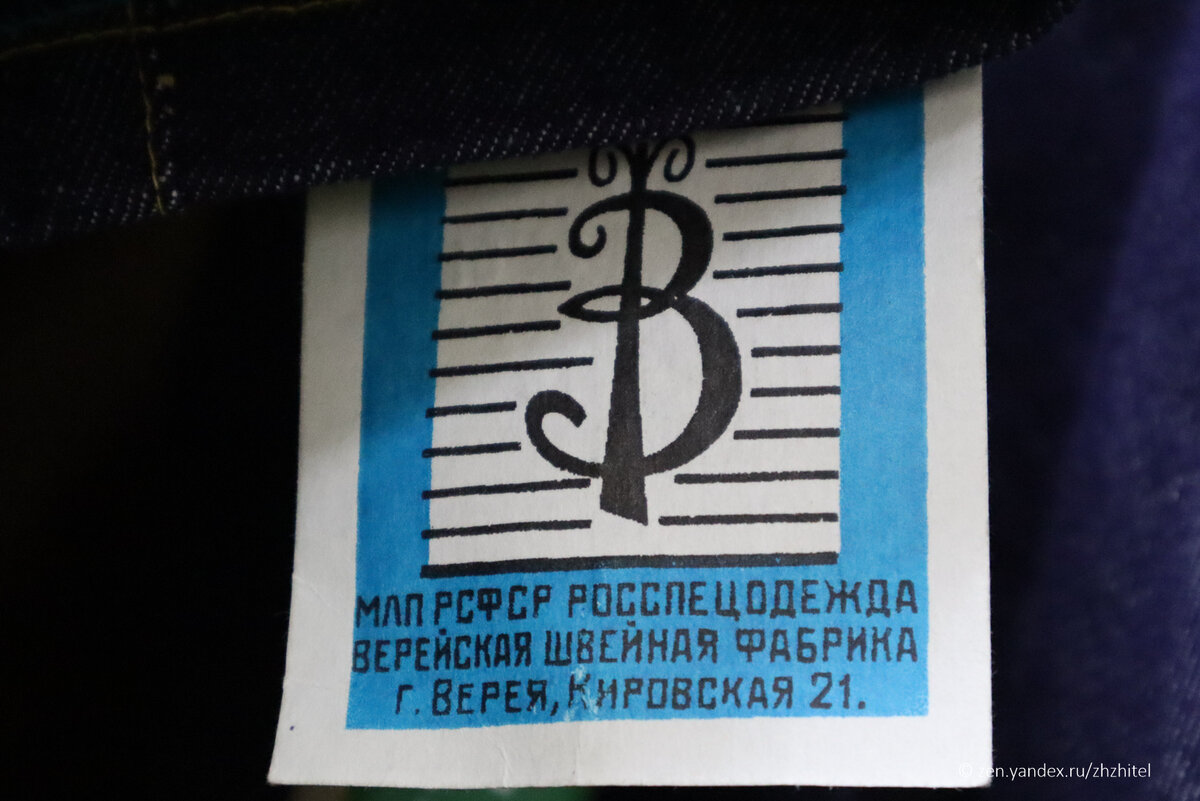 В
МЛП РСФСР РОССПЕЦОДЕЖДА
ВЕРЕЙСКАЯ ШВЕЙНАЯ ФАБРИКА
г. ВЕРЕЯ, КИРОВСКАЯ 21.
© zen.yandex.ru/zhzhitel